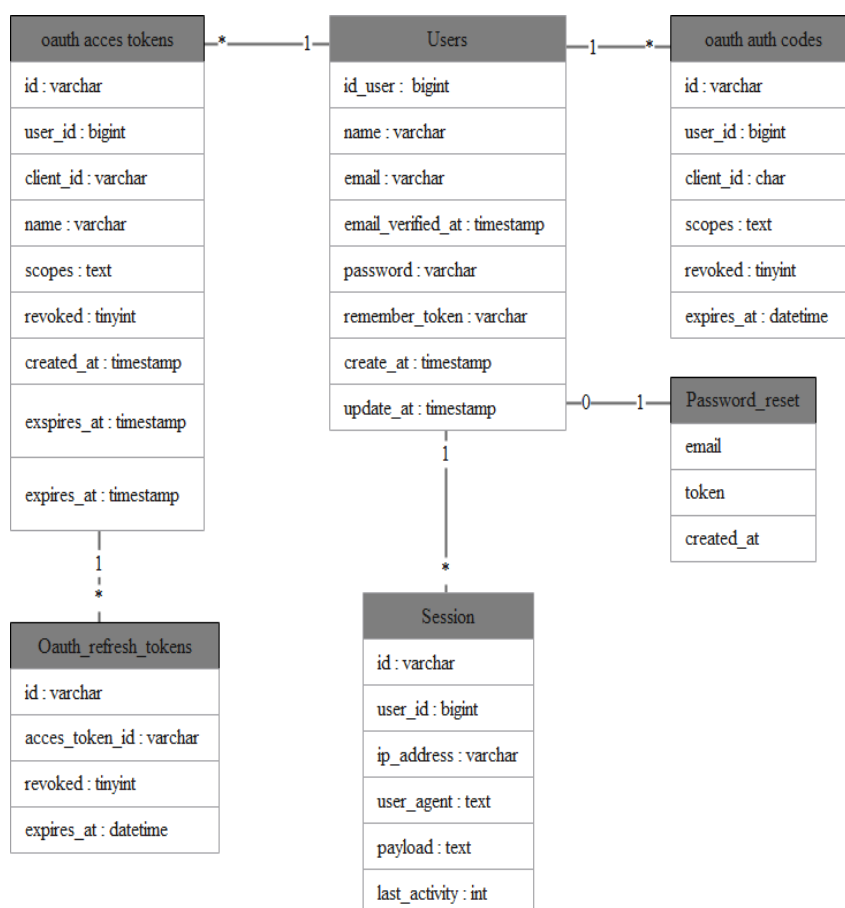 oauth acces tokens
id : varchar
user_id : bigint
client_id : varchar
name : varchar
scopes : text
revoked : tinyint
created_at : timestamp
exspires_at : timestamp
expires_at : timestamp
*
1
Users
id_user : bigint
name : varchar
email : varchar
email_verified_at : timestamp
password : varchar
remember_token : varchar
create_at : timestamp
update_at : timestamp
1
*
oauth auth codes
id : varchar
user_id : bigint
client_id : char
scopes : text
revoked : tinyint
expires_at : datetime
0
1
Password_reset
email
token
created_at
1
*
Oauth_refresh_tokens
id : varchar
acces_token_id : varchar
revoked : tinyint
expires_at : datetime
1
*
Session
id : varchar
user_id : bigint
ip_address : varchar
user_agent : text
payload : text
last_activity : int